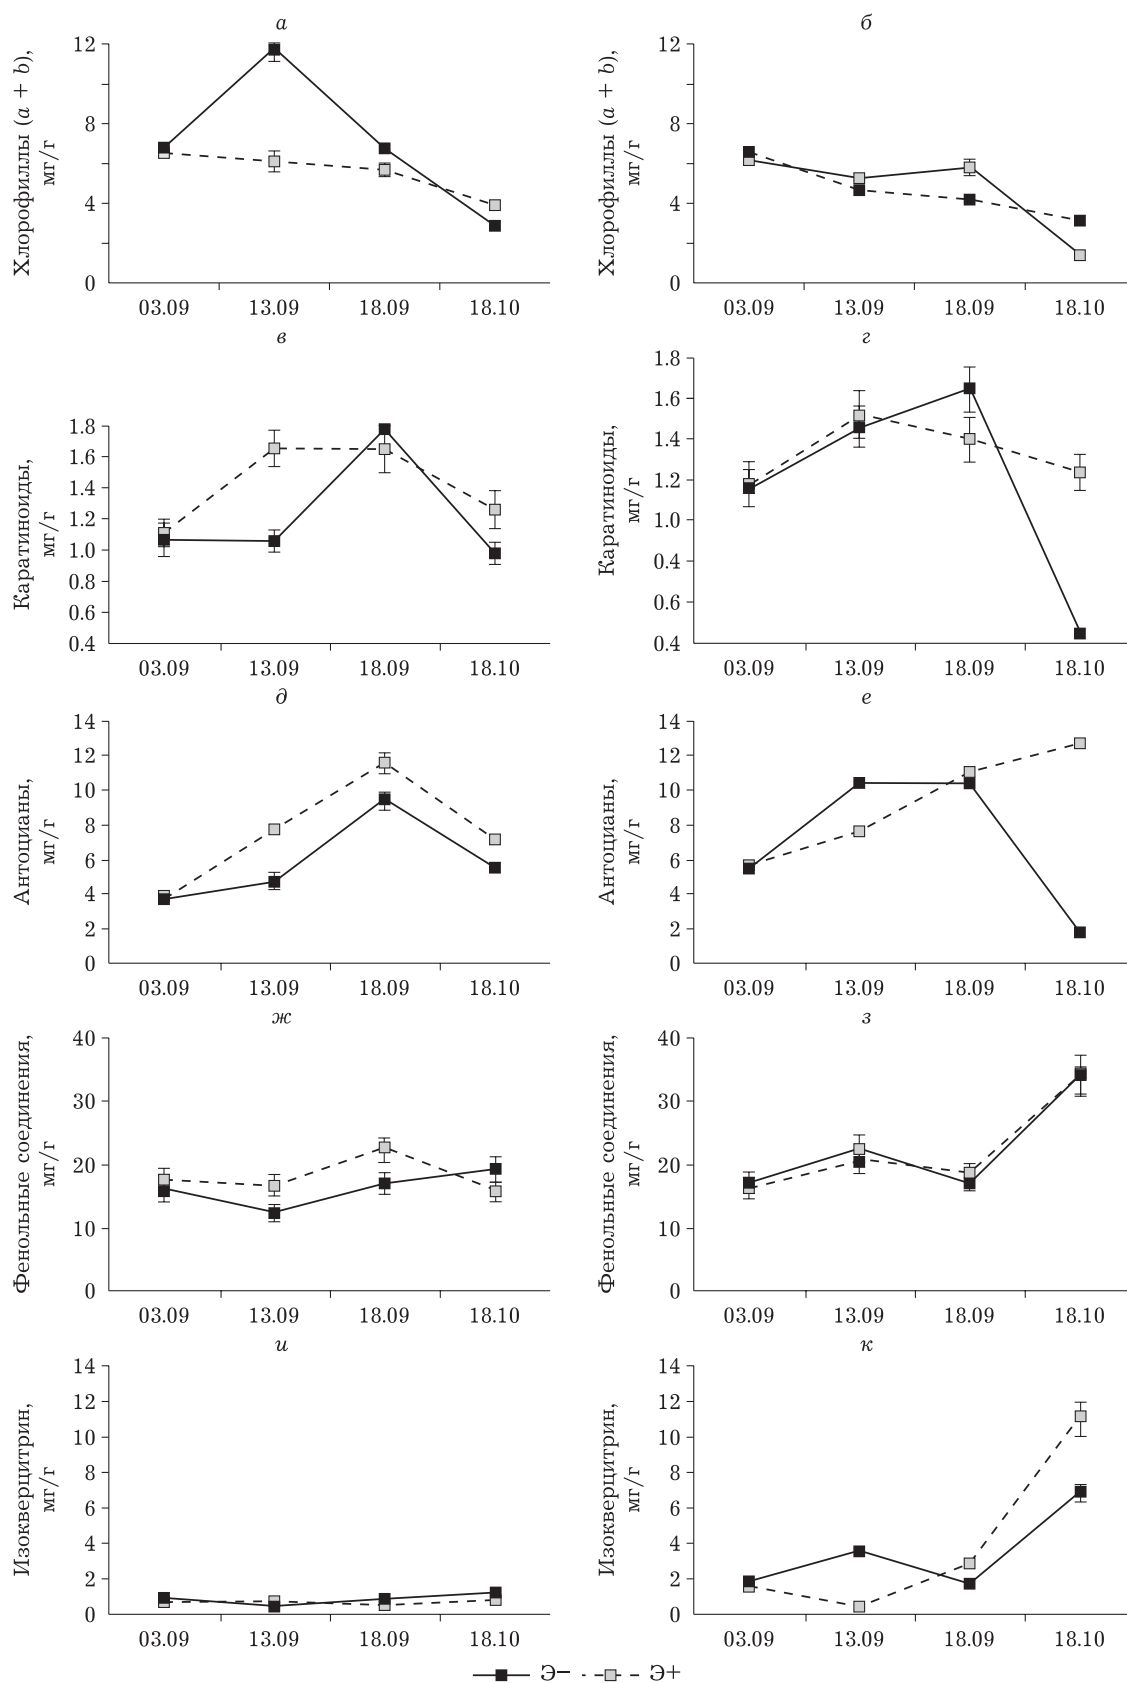 а
Хлорофиллы (a + b),
мг/г
12
8
4
0
03.09 13.09 18.09 18.10
б
Хлорофиллы (a + b),
мг/г
12
8
4
0
03.09 13.09 18.09 18.10
в
Каратиноиды,
мг/г
1.8
1.6
1.4
1.2
1.0
0.8
0.6
0.4
03.09 13.09 18.09 18.10
г
Каратиноиды,
мг/г
1.8
1.6
1.4
1.2
1.0
0.4
0.6
0.4
03.09 13.09 18.09 18.10
д
Антоцианы,
мг/г
14
12
10
8
6
4
2
0
03.09 13.09 18.09 18.10
е
Антоцианы,
мг/г
14
12
10
8
6
4
2
0
03.09 13.09 18.09 18.10
ж
Фенольные соединения,
мг/г
40
30
20
10
0
03.09 13.09 18.09 18.10
з
Фенольные соединения,
мг/г
40
30
20
10
0
03.09 13.09 18.09 18.10
и
Изокверцитрин,
мг/г
14
12
10
8
6
4
2
0
03.09 13.09 18.09 18.10
к
Изокверцитрин,
мг/г
14
12
10
8
6
4
2
0
03.09 13.09 18.09 18.10
Э− Э+